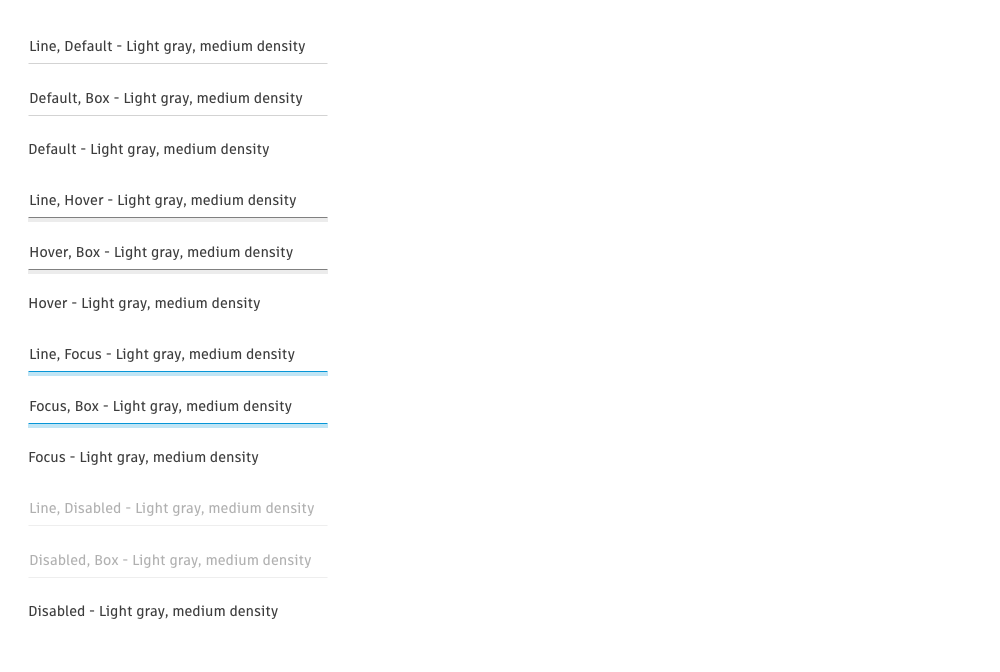 Line, Default - Light gray, medium density
Default, Box - Light gray, medium density
Default - Light gray, medium density
Line, Hover - Light gray, medium density
Hover, Box - Light gray, medium density
Hover - Light gray, medium density
Line, Focus - Light gray, medium density
Focus, Box - Light gray, medium density
Focus - Light gray, medium density
Line, Disabled - Light gray, medium density
Disabled, Box - Light gray, medium density
Disabled - Light gray, medium density